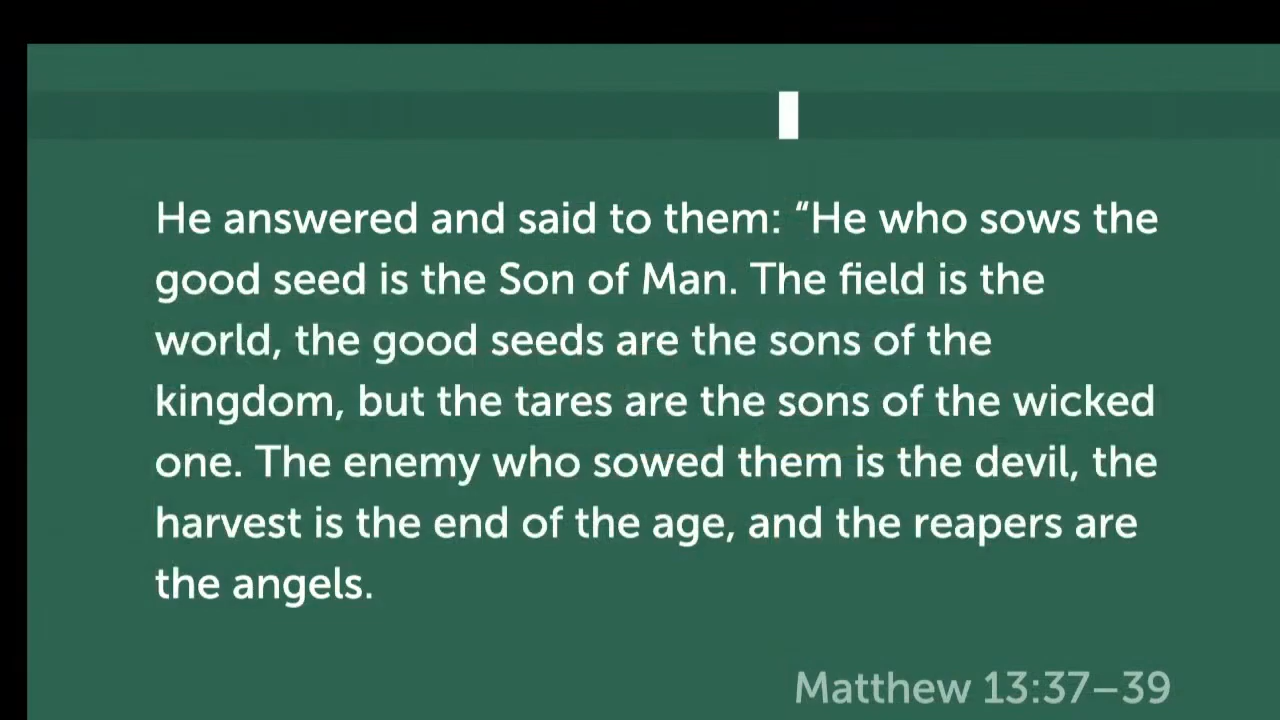 He answered and said to them: “He who sows the
good seed is the Son of Man. The field is the
world, the good seeds are the sons of the
kingdom, but the tares are the sons of the wicked
one. The enemy who sowed them is the devil, the
harvest is the end of the age, and the reapers are
the angels.
Matthew 13:37–39